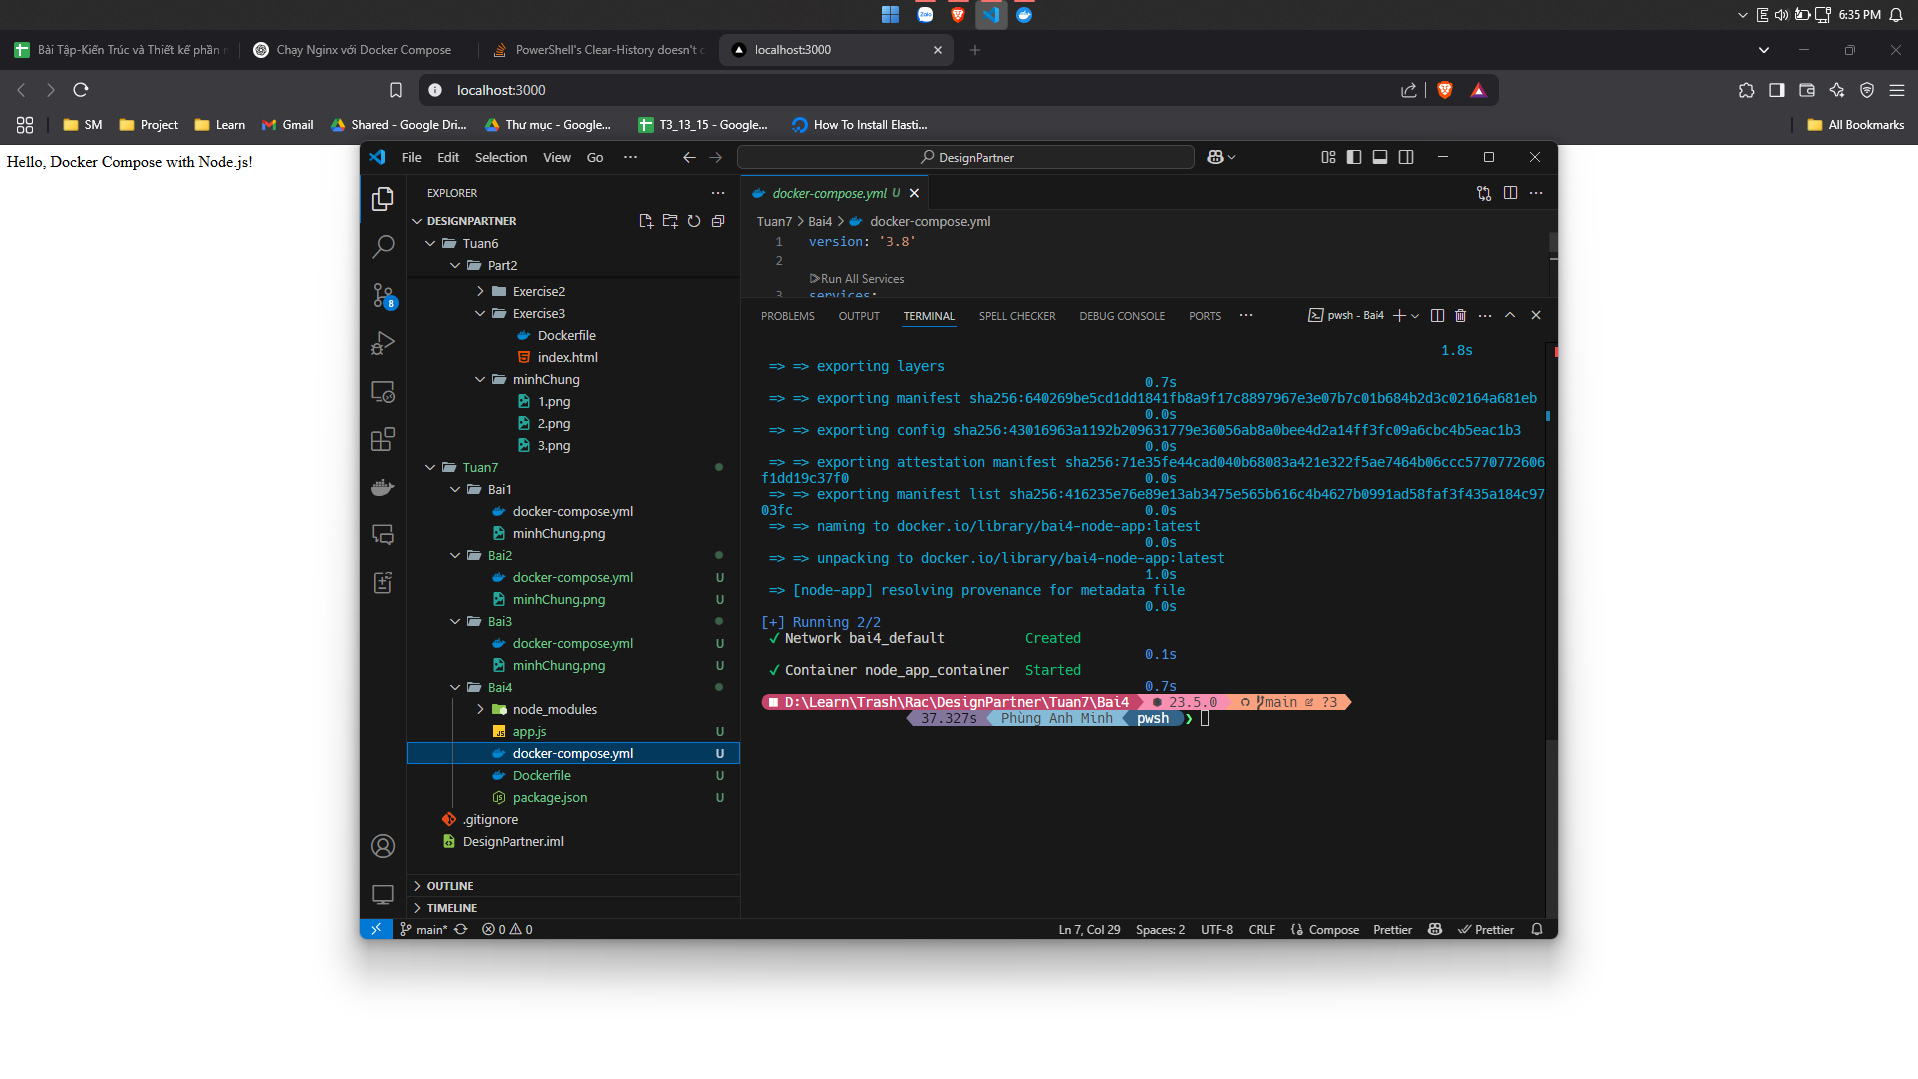 6:35 PM
Bài Tập-Kiến Trúc và Thiết kế phần
Chạy Nginx với Docker Compose
PowerShell's Clear-History doesn't c
localhost:3000
localhost:3000
SM
Project
Learn
Gmail
Shared - Google Dri...
Thư mục - Google...
T3_13_15 - Google...
How To Install Elasti...
All Bookmarks
Hello, Docker Compose with Node.js!
File Edit Selection View Go ···
DesignPartner
EXPLORER
DESIGNPARTNER
Tuan6
Part2
Exercise2
Exercise3
Dockerfile
index.html
minhChung
1.png
2.png
3.png
Tuan7
Bai1
docker-compose.yml
minhChung.png
Bai2
docker-compose.yml U
minhChung.png U
Bai3
docker-compose.yml U
minhChung.png U
Bai4
node_modules
app.js U
docker-compose.yml U
Dockerfile U
package.json U
.gitignore
DesignPartner.iml
OUTLINE
TIMELINE
8
docker-compose.yml U
Tuan7 > Bai4 > docker-compose.yml
1 version: '3.8'
2
Run All Services
3 services:
PROBLEMS OUTPUT TERMINAL SPELL CHECKER DEBUG CONSOLE PORTS ···
pwsh - Bai4
1.8s
=> => exporting layers
0.7s
=> => exporting manifest sha256:640269be5cd1dd1841fb8a9f17c8897967e3e07b7c01b684b2d3c02164a681eb
0.0s
=> => exporting config sha256:43016963a1192b209631779e36056ab8a0bee4d2a14ff3fc09a6cbc4b5eac1b3
0.0s
=> => exporting attestation manifest sha256:71e35fe44cad040b68083a421e322f5ae7464b06ccc5770772606
f1dd19c37f0 0.0s
=> => exporting manifest list sha256:416235e76e89e13ab3475e565b616c4b4627b0991ad58faf3f435a184c97
03fc 0.0s
=> => naming to docker.io/library/bai4-node-app:latest
0.0s
=> => unpacking to docker.io/library/bai4-node-app:latest
1.0s
=> [node-app] resolving provenance for metadata file
0.0s
[+] Running 2/2
✓ Network bai4_default Created
0.1s
✓ Container node_app_container Started
0.7s
D:\Learn\Trash\Rac\DesignPartner\Tuan7\Bai4 23.5.0 main ?3
37.327s Phùng Anh Minh pwsh ❯
main* 0 0
Ln 7, Col 29 Spaces: 2 UTF-8 CRLF Compose Prettier Prettier